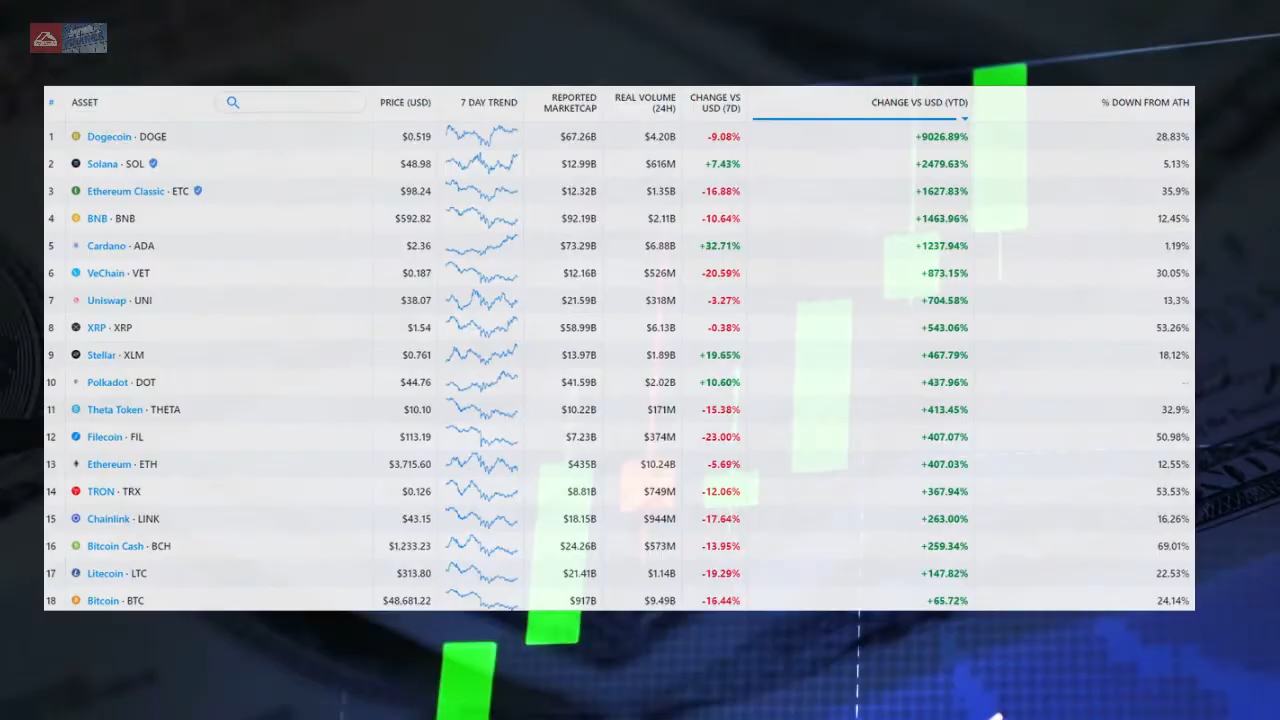 # ASSET PRICE (USD) 7 DAY TREND REPORTED MARKETCAP REAL VOLUME (24H) CHANGE VS USD (7D) CHANGE VS USD (YTD) % DOWN FROM ATH
1 Dogecoin · DOGE $0.519 $67.26B $4.20B -9.08% +9026.89% 28.83%
2 Solana · SOL $48.98 $12.99B $616M +7.43% +2479.63% 5.13%
3 Ethereum Classic · ETC $98.24 $12.32B $1.35B -16.88% +1627.83% 35.9%
4 BNB · BNB $592.82 $92.19B $2.11B -10.64% +1463.96% 12.45%
5 Cardano · ADA $2.36 $73.29B $6.88B +32.71% +1237.94% 1.19%
6 VeChain · VET $0.187 $12.16B $526M -20.59% +873.15% 30.05%
7 Uniswap · UNI $38.07 $21.59B $318M -3.27% +704.58% 13,3%
8 XRP · XRP $1.54 $58.99B $6.13B -0.38% +543.06% 53.26%
9 Stellar · XLM $0.761 $13.97B $1.89B +19.65% +467.79% 18,12%
10 Polkadot · DOT $44.76 $41.59B $2.02B +10.60% +437.96% --
11 Theta Token · THETA $10.10 $10.22B $171M -15.38% +413.45% 32.9%
12 Filecoin · FIL $113.19 $7.23B $374M -23.00% +407.07% 50,98%
13 Ethereum · ETH $3,715.60 $435B $10.24B -5.69% +407.03% 12.55%
14 TRON · TRX $0.126 $8.81B $749M -12.06% +367.94% 53,53%
15 Chainlink · LINK $43.15 $18.15B $944M -17.64% +263.00% 16,26%
16 Bitcoin Cash · BCH $1,233.23 $24.26B $573M -13.95% +259.34% 69,01%
17 Litecoin · LTC $313.80 $21.41B $1.14B -19.29% +147.82% 22.53%
18 Bitcoin · BTC $48,681.22 $917B $9.49B -16.44% +65.72% 24,14%